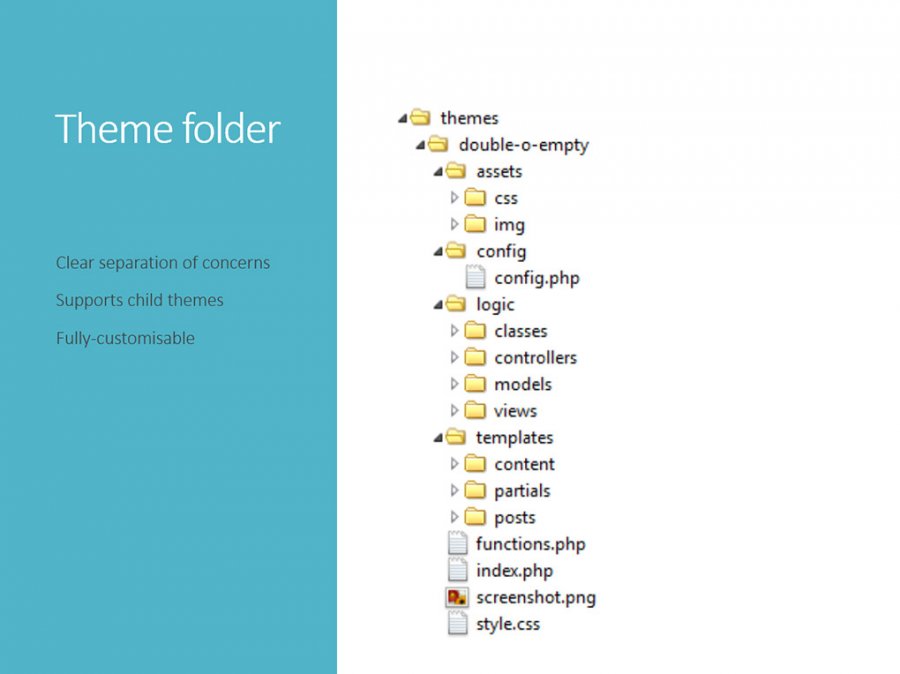 Theme folder
Clear separation of concerns
Supports child themes
Fully-customisable
themes
double-o-empty
assets
css
img
config
config.php
logic
classes
controllers
models
views
templates
content
partials
posts
functions.php
index.php
screenshot.png
style.css